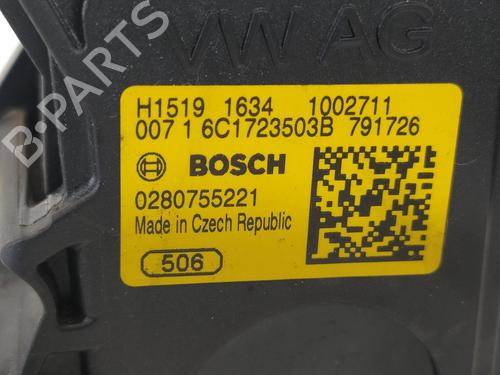 B-PARTS
VW AG
H1519 1634 1002711
007 1 6C1723503B 791726
BOSCH
0280755221
Made in Czech Republic
506